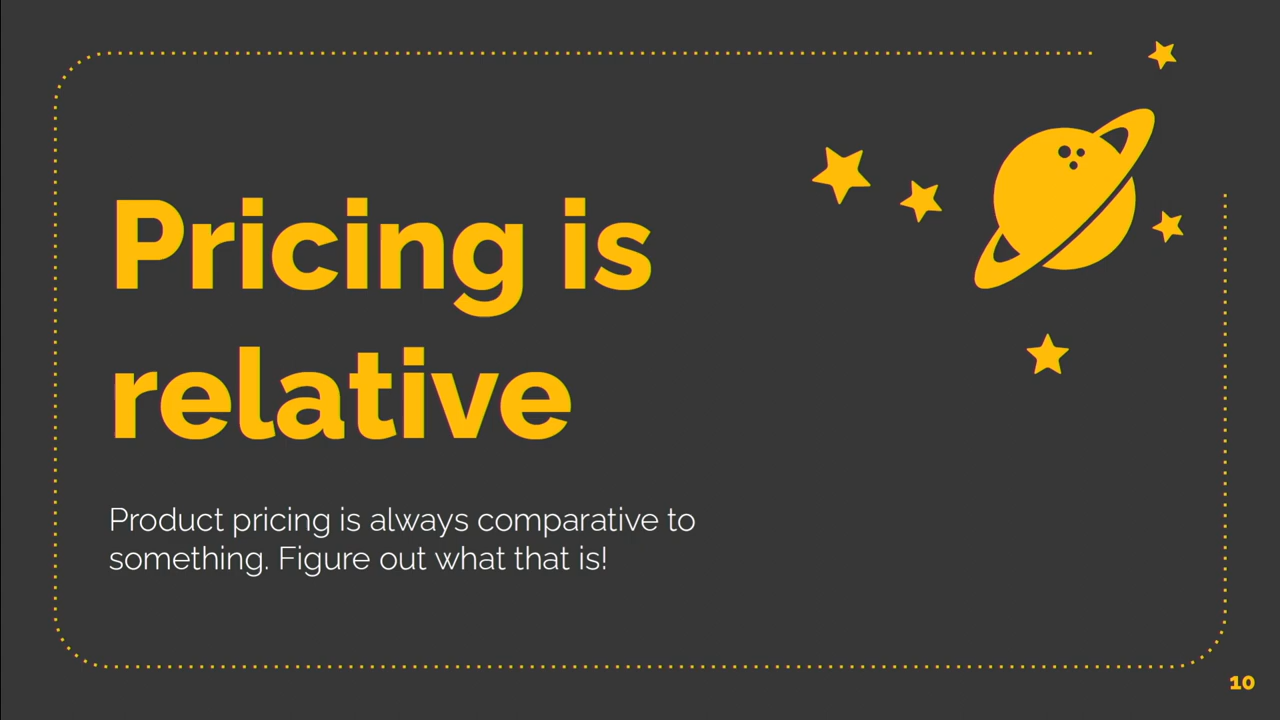 Pricing is
relative
Product pricing is always comparative to
something. Figure out what that is!
10